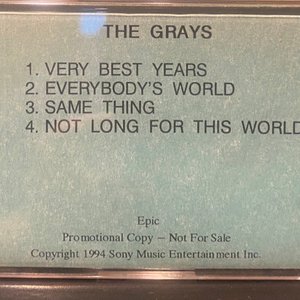 THE GRAYS
1. VERY BEST YEARS
2. EVERYBODY'S WORLD
3. SAME THING
4. NOT LONG FOR THIS WORLD
Epic
Promotional Copy — Not For Sale
Copyright 1994 Sony Music Entertainment Inc.